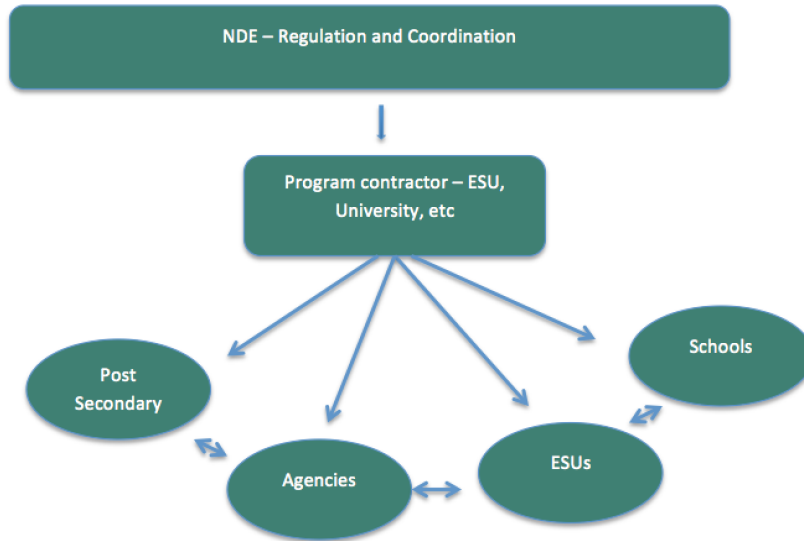 NDE – Regulation and Coordination
Program contractor – ESU,
University, etc
Schools
Post
Secondary
ESUs
Agencies